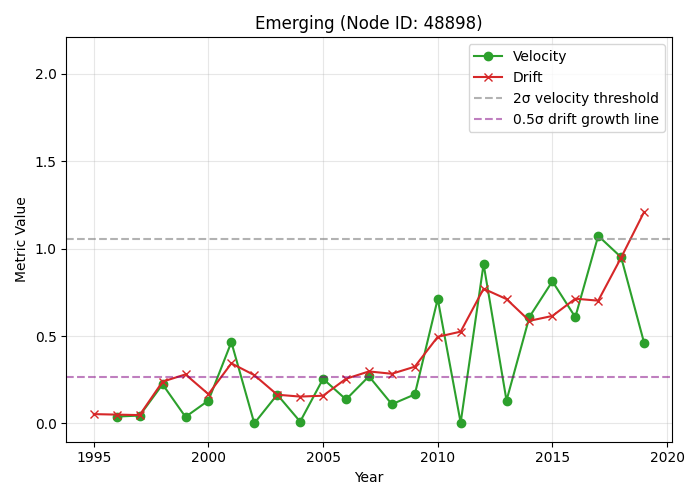 Emerging (Node ID: 48898)
Velocity
Drift
2σ velocity threshold
0.5σ drift growth line
Metric Value
2.0
1.5
1.0
0.5
0.0
1995 2000 2005 2010 2015 2020
Year